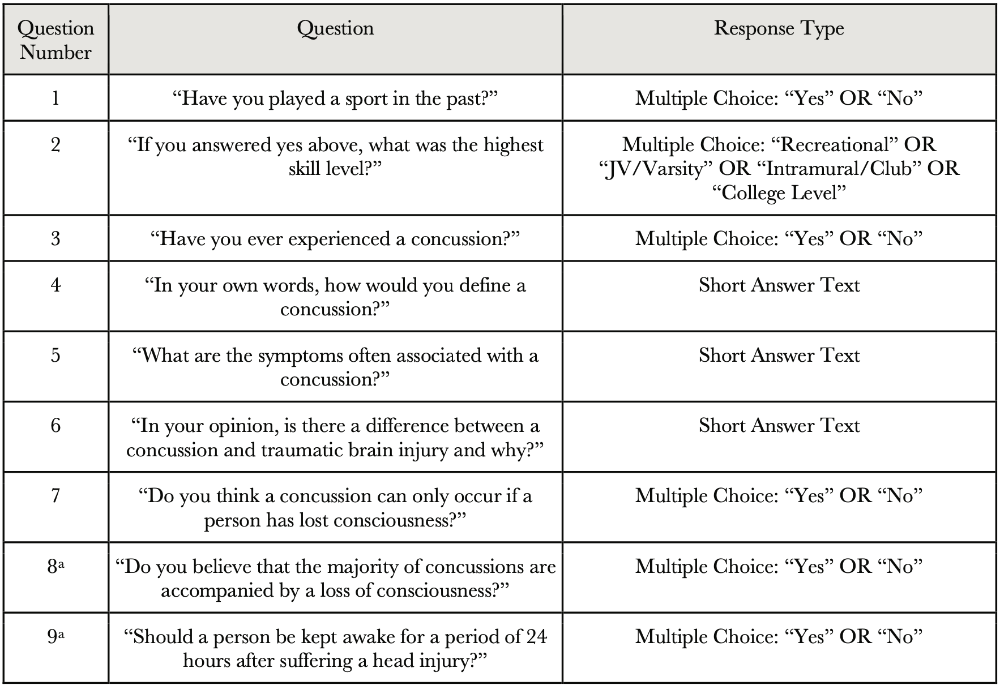 Question Number
Question
Response Type
1
“Have you played a sport in the past?”
Multiple Choice: “Yes” OR “No”
2
“If you answered yes above, what was the highest
skill level?”
Multiple Choice: “Recreational” OR
“JV/Varsity” OR “Intramural/Club” OR
“College Level”
3
“Have you ever experienced a concussion?”
Multiple Choice: “Yes” OR “No”
4
“In your own words, how would you define a
concussion?”
Short Answer Text
5
“What are the symptoms often associated with a
concussion?”
Short Answer Text
6
“In your opinion, is there a difference between a
concussion and traumatic brain injury and why?”
Short Answer Text
7
“Do you think a concussion can only occur if a
person has lost consciousness?”
Multiple Choice: “Yes” OR “No”
8ᵃ
“Do you believe that the majority of concussions are
accompanied by a loss of consciousness?”
Multiple Choice: “Yes” OR “No”
9ᵃ
“Should a person be kept awake for a period of 24
hours after suffering a head injury?”
Multiple Choice: “Yes” OR “No”